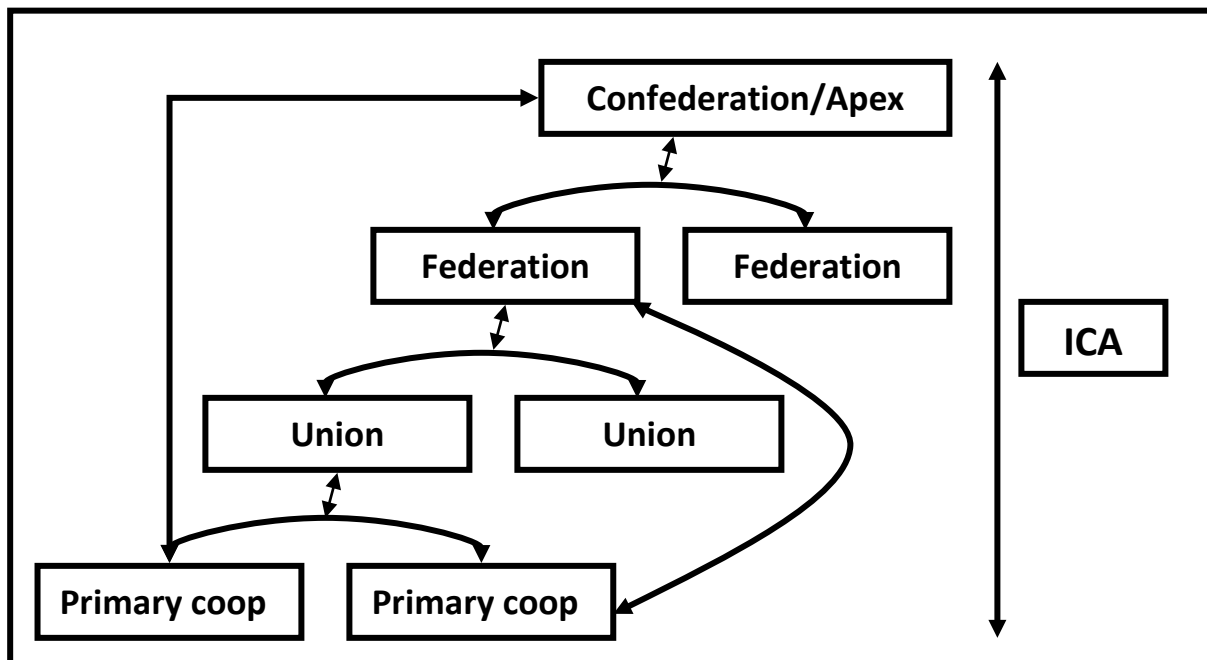 Confederation/Apex
Federation
Federation
ICA
Union
Union
Primary coop
Primary coop